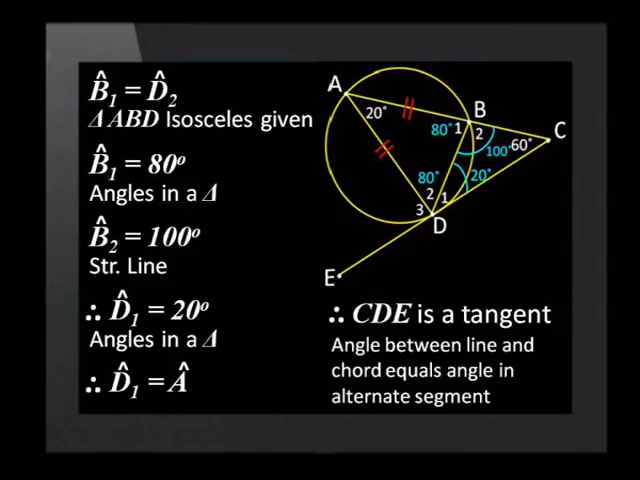 B̂₁ = D̂₂
Δ ABD Isosceles given
B̂₁ = 80°
Angles in a Δ
B̂₂ = 100°
Str. Line
∴ D̂₁ = 20°
Angles in a Δ
∴ D̂₁ = Â
A
20°
B
80° 1
2
C
100°
60°
80°
20°
2
1
3
D
E
∴ CDE is a tangent
Angle between line and
chord equals angle in
alternate segment